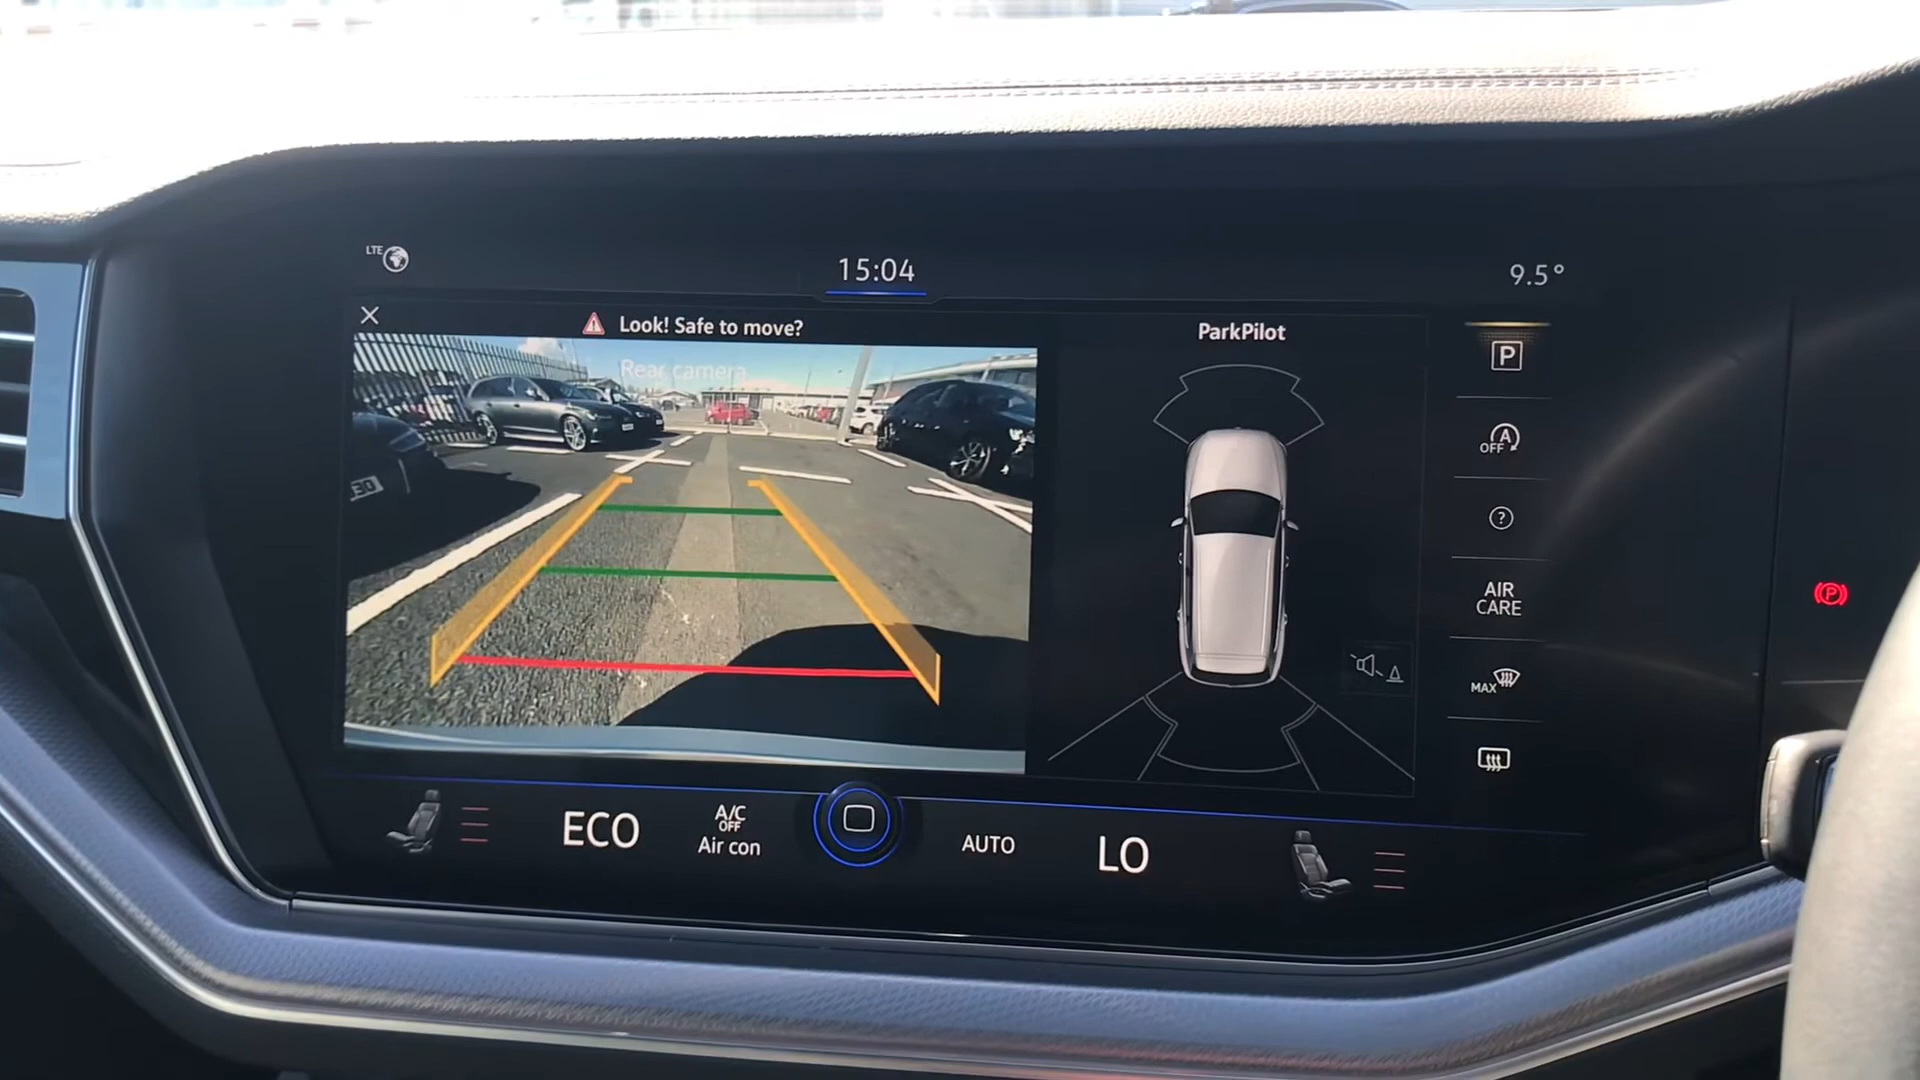 LTE
15:04
9.5°
Look! Safe to move?
ParkPilot
Rear camera
P
A
OFF
30
?
AIR
CARE
P
MAX
ECO
A/C
OFF
Air con
AUTO
LO